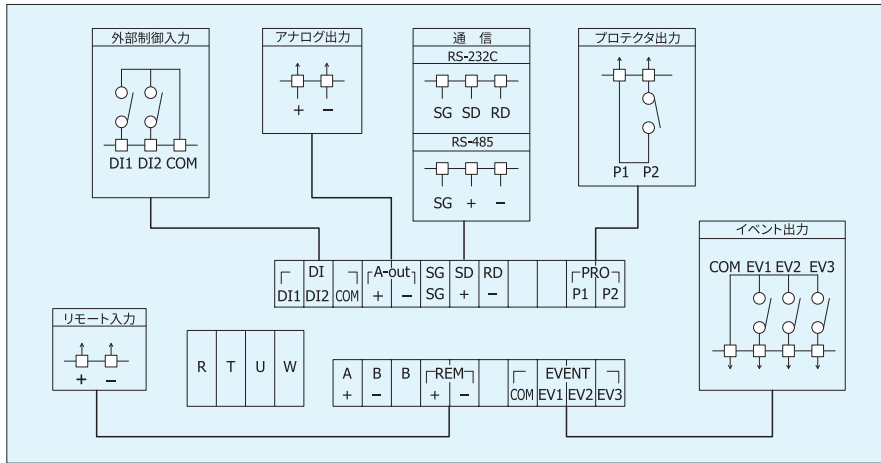 外部制御入力
DI1 DI2 COM
アナログ出力
+ −
通 信
RS-232C
SG SD RD
RS-485
SG + −
プロテクタ出力
P1 P2
イベント出力
COM EV1 EV2 EV3
DI A-out SG SD RD PRO
DI1 DI2 COM + − SG + − P1 P2
リモート入力
+ −
R T U W
A B B REM EVENT
+ − + − COM EV1 EV2 EV3